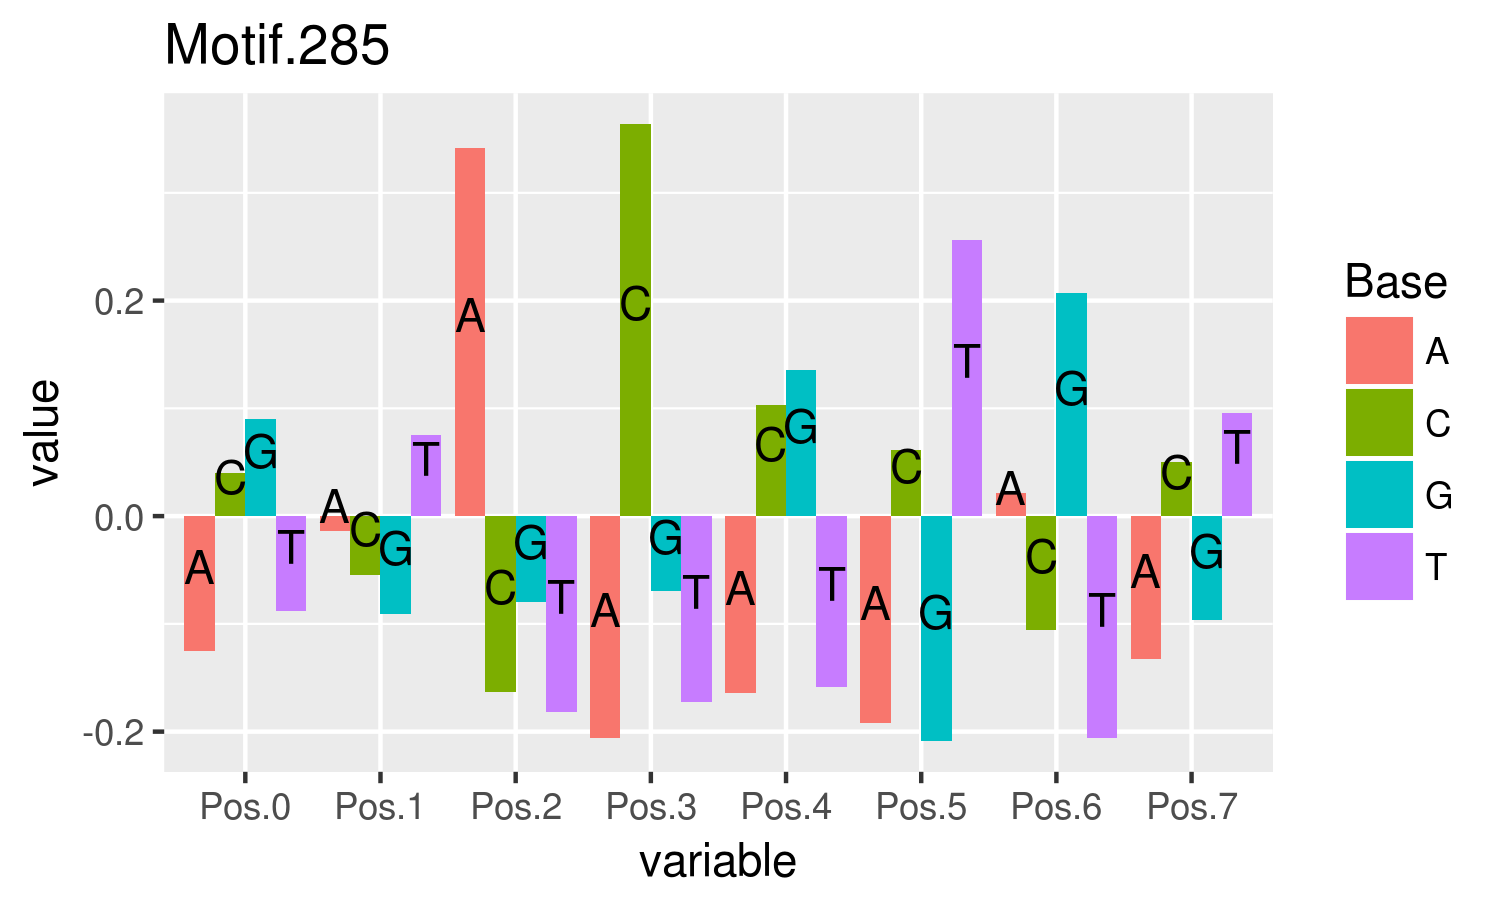 Motif.285
value
0.2
0.0
-0.2
A C G T
A C G T
A C G T
A C G T
A C G T
A C G T
A C G T
A C G T
Pos.0 Pos.1 Pos.2 Pos.3 Pos.4 Pos.5 Pos.6 Pos.7
variable
Base
A
C
G
T